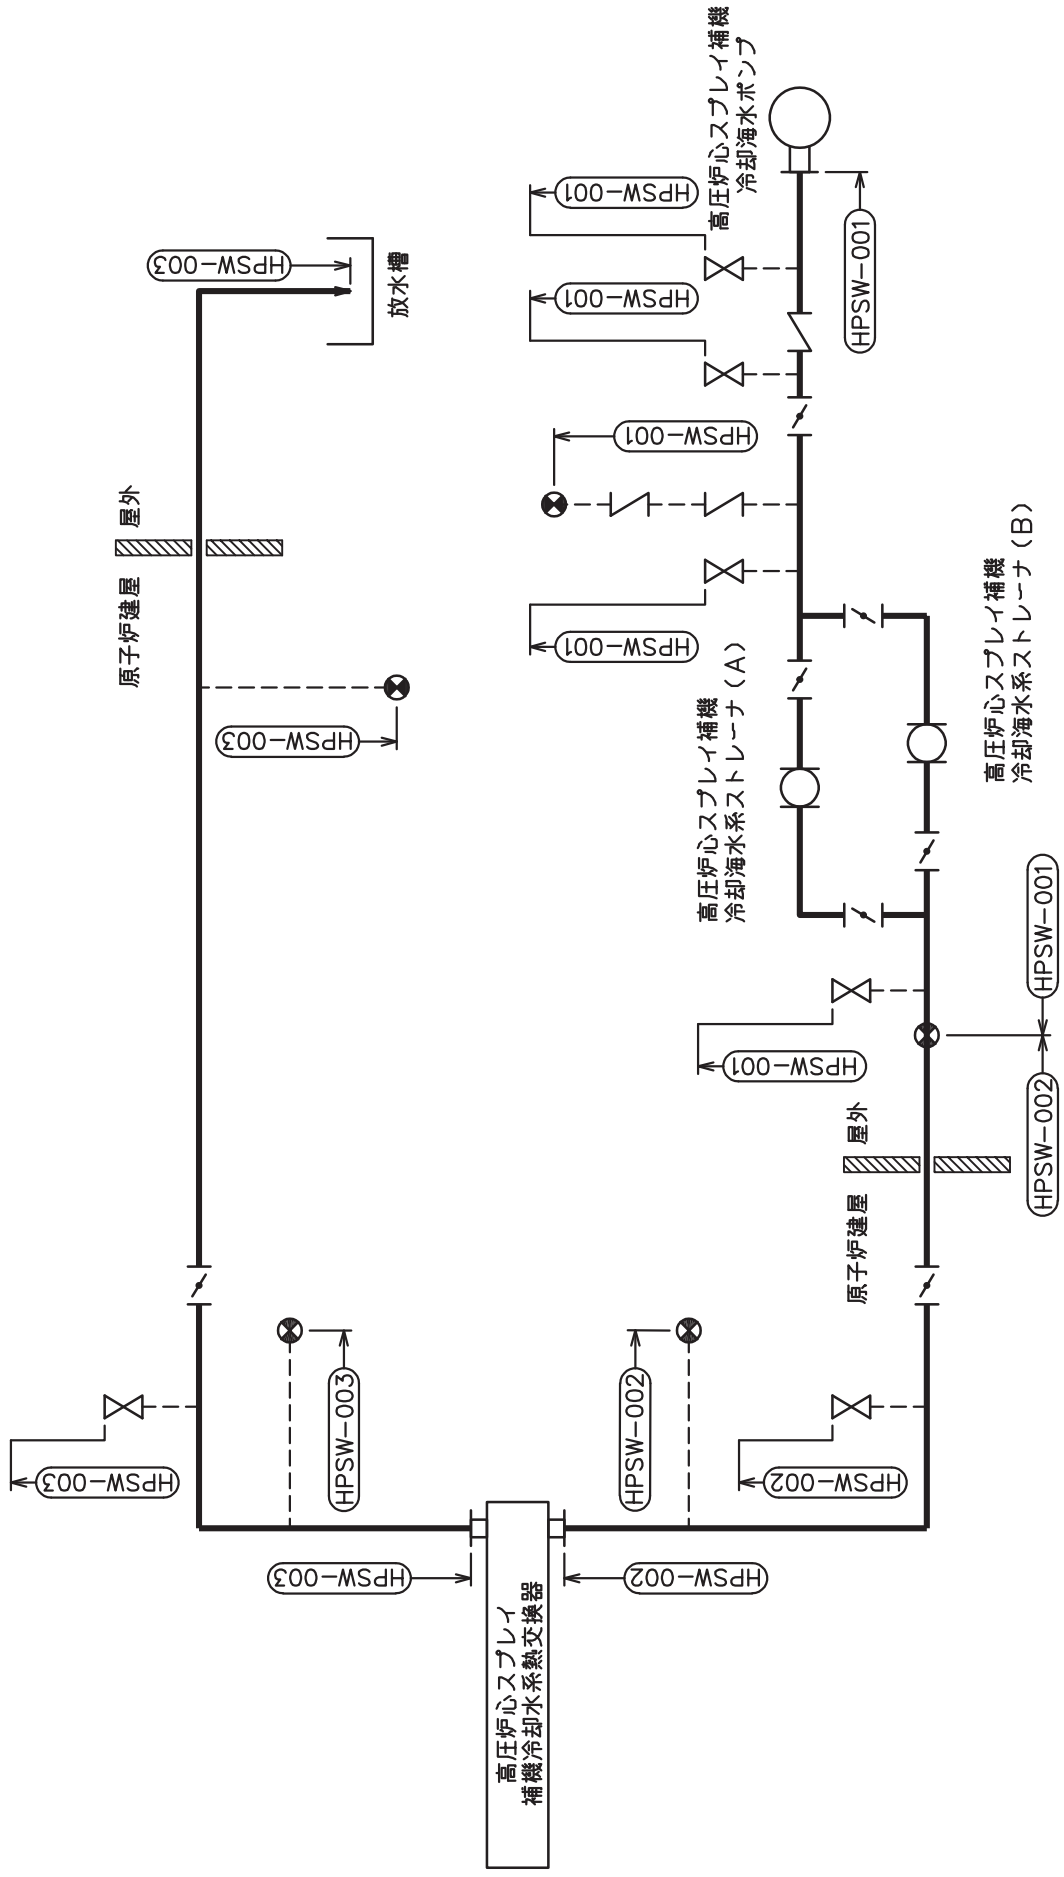 HPSW-003
放水槽
原子炉建屋 屋外
HPSW-003
HPSW-003
HPSW-003
HPSW-003
高圧炉心スプレイ
補機冷却水系熱交換器
HPSW-002
HPSW-002
HPSW-002
原子炉建屋 屋外
HPSW-002
HPSW-001
HPSW-001
高圧炉心スプレイ補機
冷却海水系ストレーナ(A)
高圧炉心スプレイ補機
冷却海水系ストレーナ(B)
HPSW-001
HPSW-001
HPSW-001
HPSW-001
高圧炉心スプレイ補機
冷却海水ポンプ
HPSW-001